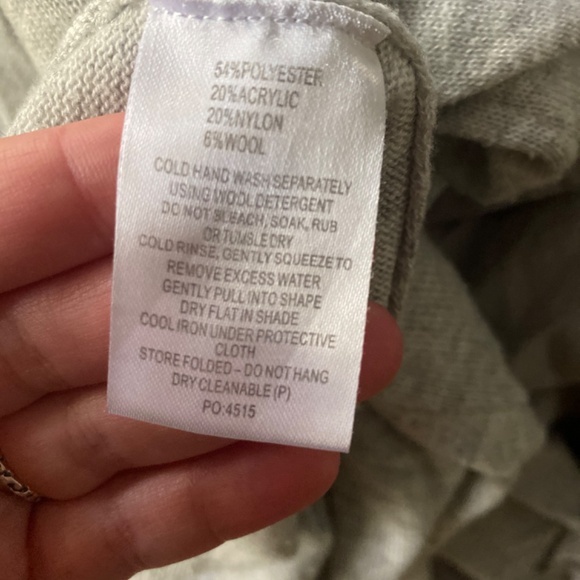 54%POLYESTER
20%ACRYLIC
20%NYLON
6%WOOL
COLD HAND WASH SEPARATELY
USING WOOL DETERGENT
DO NOT BLEACH, SOAK, RUB
OR TUMBLE DRY
COLD RINSE, GENTLY SQUEEZE TO
REMOVE EXCESS WATER
GENTLY PULL INTO SHAPE
DRY FLAT IN SHADE
COOL IRON UNDER PROTECTIVE
CLOTH
STORE FOLDED - DO NOT HANG
DRY CLEANABLE (P)
PO:4515